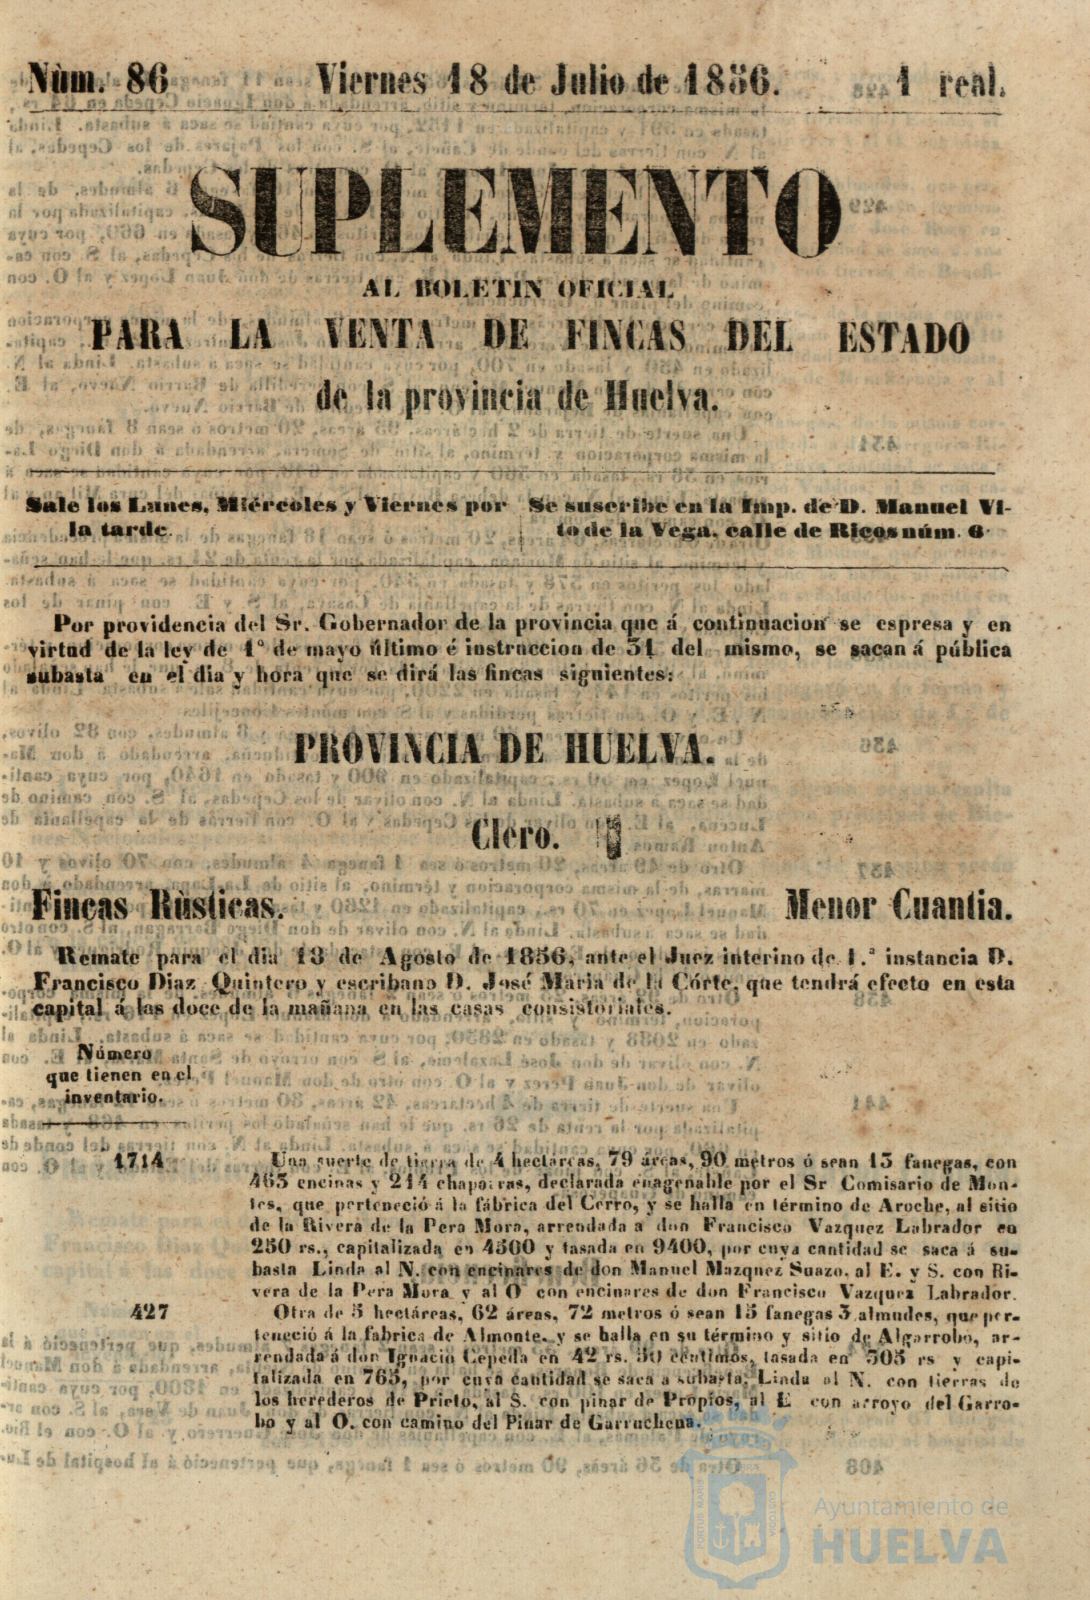 Nùm. 86 Viernes 18 de Julio de 1856. 1 real.
SUPLEMENTO
AL BOLETIN OFICIAL
PARA LA VENTA DE FINCAS DEL ESTADO
de la provincia de Huelva.
Sale los Lunes, Miércoles y Viernes por
la tarde.
Se suscribe en la Imp. de D. Manuel Vi-
to de la Vega, calle de Ricos núm. 6
Por providencia del Sr. Gobernador de la provincia que á continuacion se espresa y en
virtud de la ley de 1º de mayo último é instruccion de 31 del mismo, se sacan á pública
subasta en el dia y hora que se dirá las fincas siguientes:
PROVINCIA DE HUELVA.
Clero.
Fincas Rùsticas. Menor Cuantia.
Remate para el dia 18 de Agosto de 1856, ante el Juez interino de 1.ª instancia D.
Francisco Diaz Quintero y escribano D. José Maria de la Córte, que tendrá efecto en esta
capital á las doce de la mañana en las casas consistoriales.
Número
que tienen en el
inventario.
1714 Una suerte de tierra de 4 hectáreas, 79 áreas, 90 metros ó sean 13 fanegas, con
463 encinas y 214 chaparras, declarada enagenable por el Sr Comisario de Mon-
tes, que perteneció á la fábrica del Cerro, y se halla en término de Aroche, al sitio
de la Rivera de la Pera Mora, arrendada a don Francisco Vazquez Labrador en
250 rs., capitalizada en 4500 y tasada en 9400, por cuya cantidad se saca á su-
basta Linda al N. con encinares de don Manuel Mazquez Suazo, al E. y S. con Ri-
vera de la Pera Mora y al O con encinares de don Francisco Vazquez Labrador.
427 Otra de 5 hectáreas, 62 áreas, 72 metros ó sean 15 fanegas 3 almudes, que per-
teneció á la fabrica de Almonte, y se halla en su término y sitio de Algarrobo, ar-
rendada á don Ignacio Cepeda en 42 rs. 50 centimos, tasada en 305 rs y capi-
talizada en 765, por cuya cantidad se saca a subasta; Linda al N. con tierras de
los herederos de Prieto, al S. con pinar de Propios, al E con arroyo del Garro-
bo y al O. con camino del Pinar de Garruchena.
PORTUS MARIS CUSTODIA
Ayuntamiento de
HUELVA